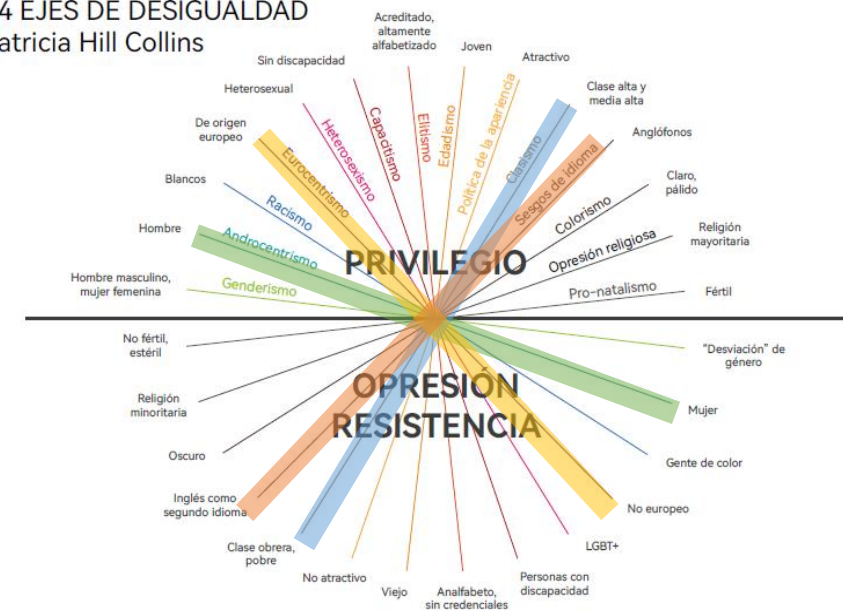 4 EJES DE DESIGUALDAD
atricia Hill Collins
Acreditado,
altamente
alfabetizado
Joven
Atractivo
Sin discapacidad
Clase alta y
media alta
Heterosexual
De origen
europeo
Anglófonos
Blancos
Claro,
pálido
Hombre
Religión
mayoritaria
Hombre masculino,
mujer femenina
Fértil
Genderismo
Androcentrismo
Racismo
Eurocentrismo
Heterosexismo
Capacitismo
Elitismo
Edadismo
Política de la apariencia
Clasismo
Sesgos de idioma
Colorismo
Opresión religiosa
Pro-natalismo
PRIVILEGIO
OPRESIÓN
RESISTENCIA
No fértil,
estéril
"Desviación" de
género
Religión
minoritaria
Mujer
Oscuro
Gente de color
Inglés como
segundo idioma
No europeo
Clase obrera,
pobre
LGBT+
No atractivo
Viejo
Analfabeto,
sin credenciales
Personas con
discapacidad